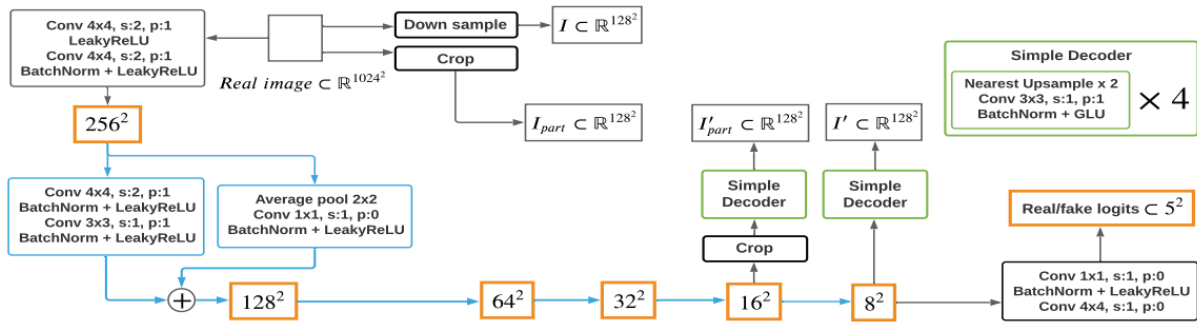 Conv 4x4, s:2, p:1
LeakyReLU
Conv 4x4, s:2, p:1
BatchNorm + LeakyReLU
Real image ⊂ ℝ^{1024²}
Down sample
I ⊂ ℝ^{128²}
Crop
I_{part} ⊂ ℝ^{128²}
256²
Conv 4x4, s:2, p:1
BatchNorm + LeakyReLU
Conv 3x3, s:1, p:1
BatchNorm + LeakyReLU
Average pool 2x2
Conv 1x1, s:1, p:0
BatchNorm + LeakyReLU
+
128²
64²
32²
16²
8²
Crop
Simple
Decoder
I'_{part} ⊂ ℝ^{128²}
Simple
Decoder
I' ⊂ ℝ^{128²}
Simple Decoder
Nearest Upsample x 2
Conv 3x3, s:1, p:1
BatchNorm + GLU
× 4
Real/fake logits ⊂ 5²
Conv 1x1, s:1, p:0
BatchNorm + LeakyReLU
Conv 4x4, s:1, p:0